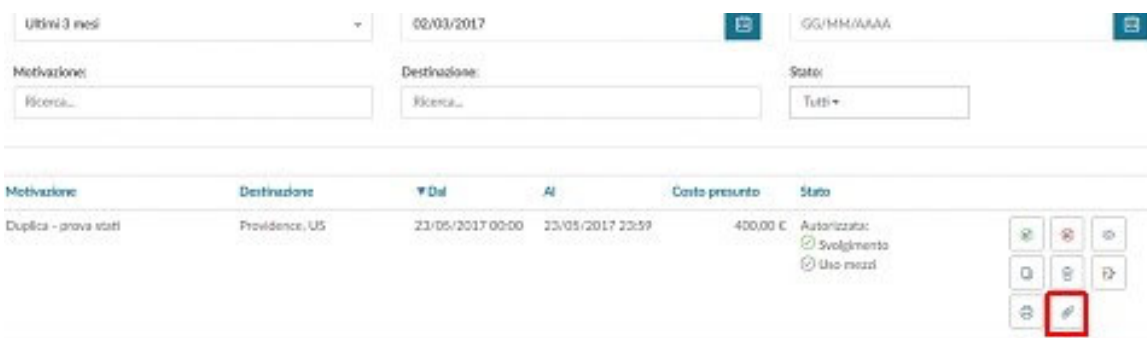 Ultimi 3 mesi
02/03/2017
GG/MM/AAAA
Motivazione:
Destinazione:
Stato:
Ricerca...
Ricerca...
Tutti
Motivazione
Destinazione
Dal
Al
Costo presunto
Stato
Duplica - prova stati
Providence, US
23/05/2017 00:00
23/05/2017 23:59
400,00 €
Autorizzata:
Svolgimento
Uso mezzi